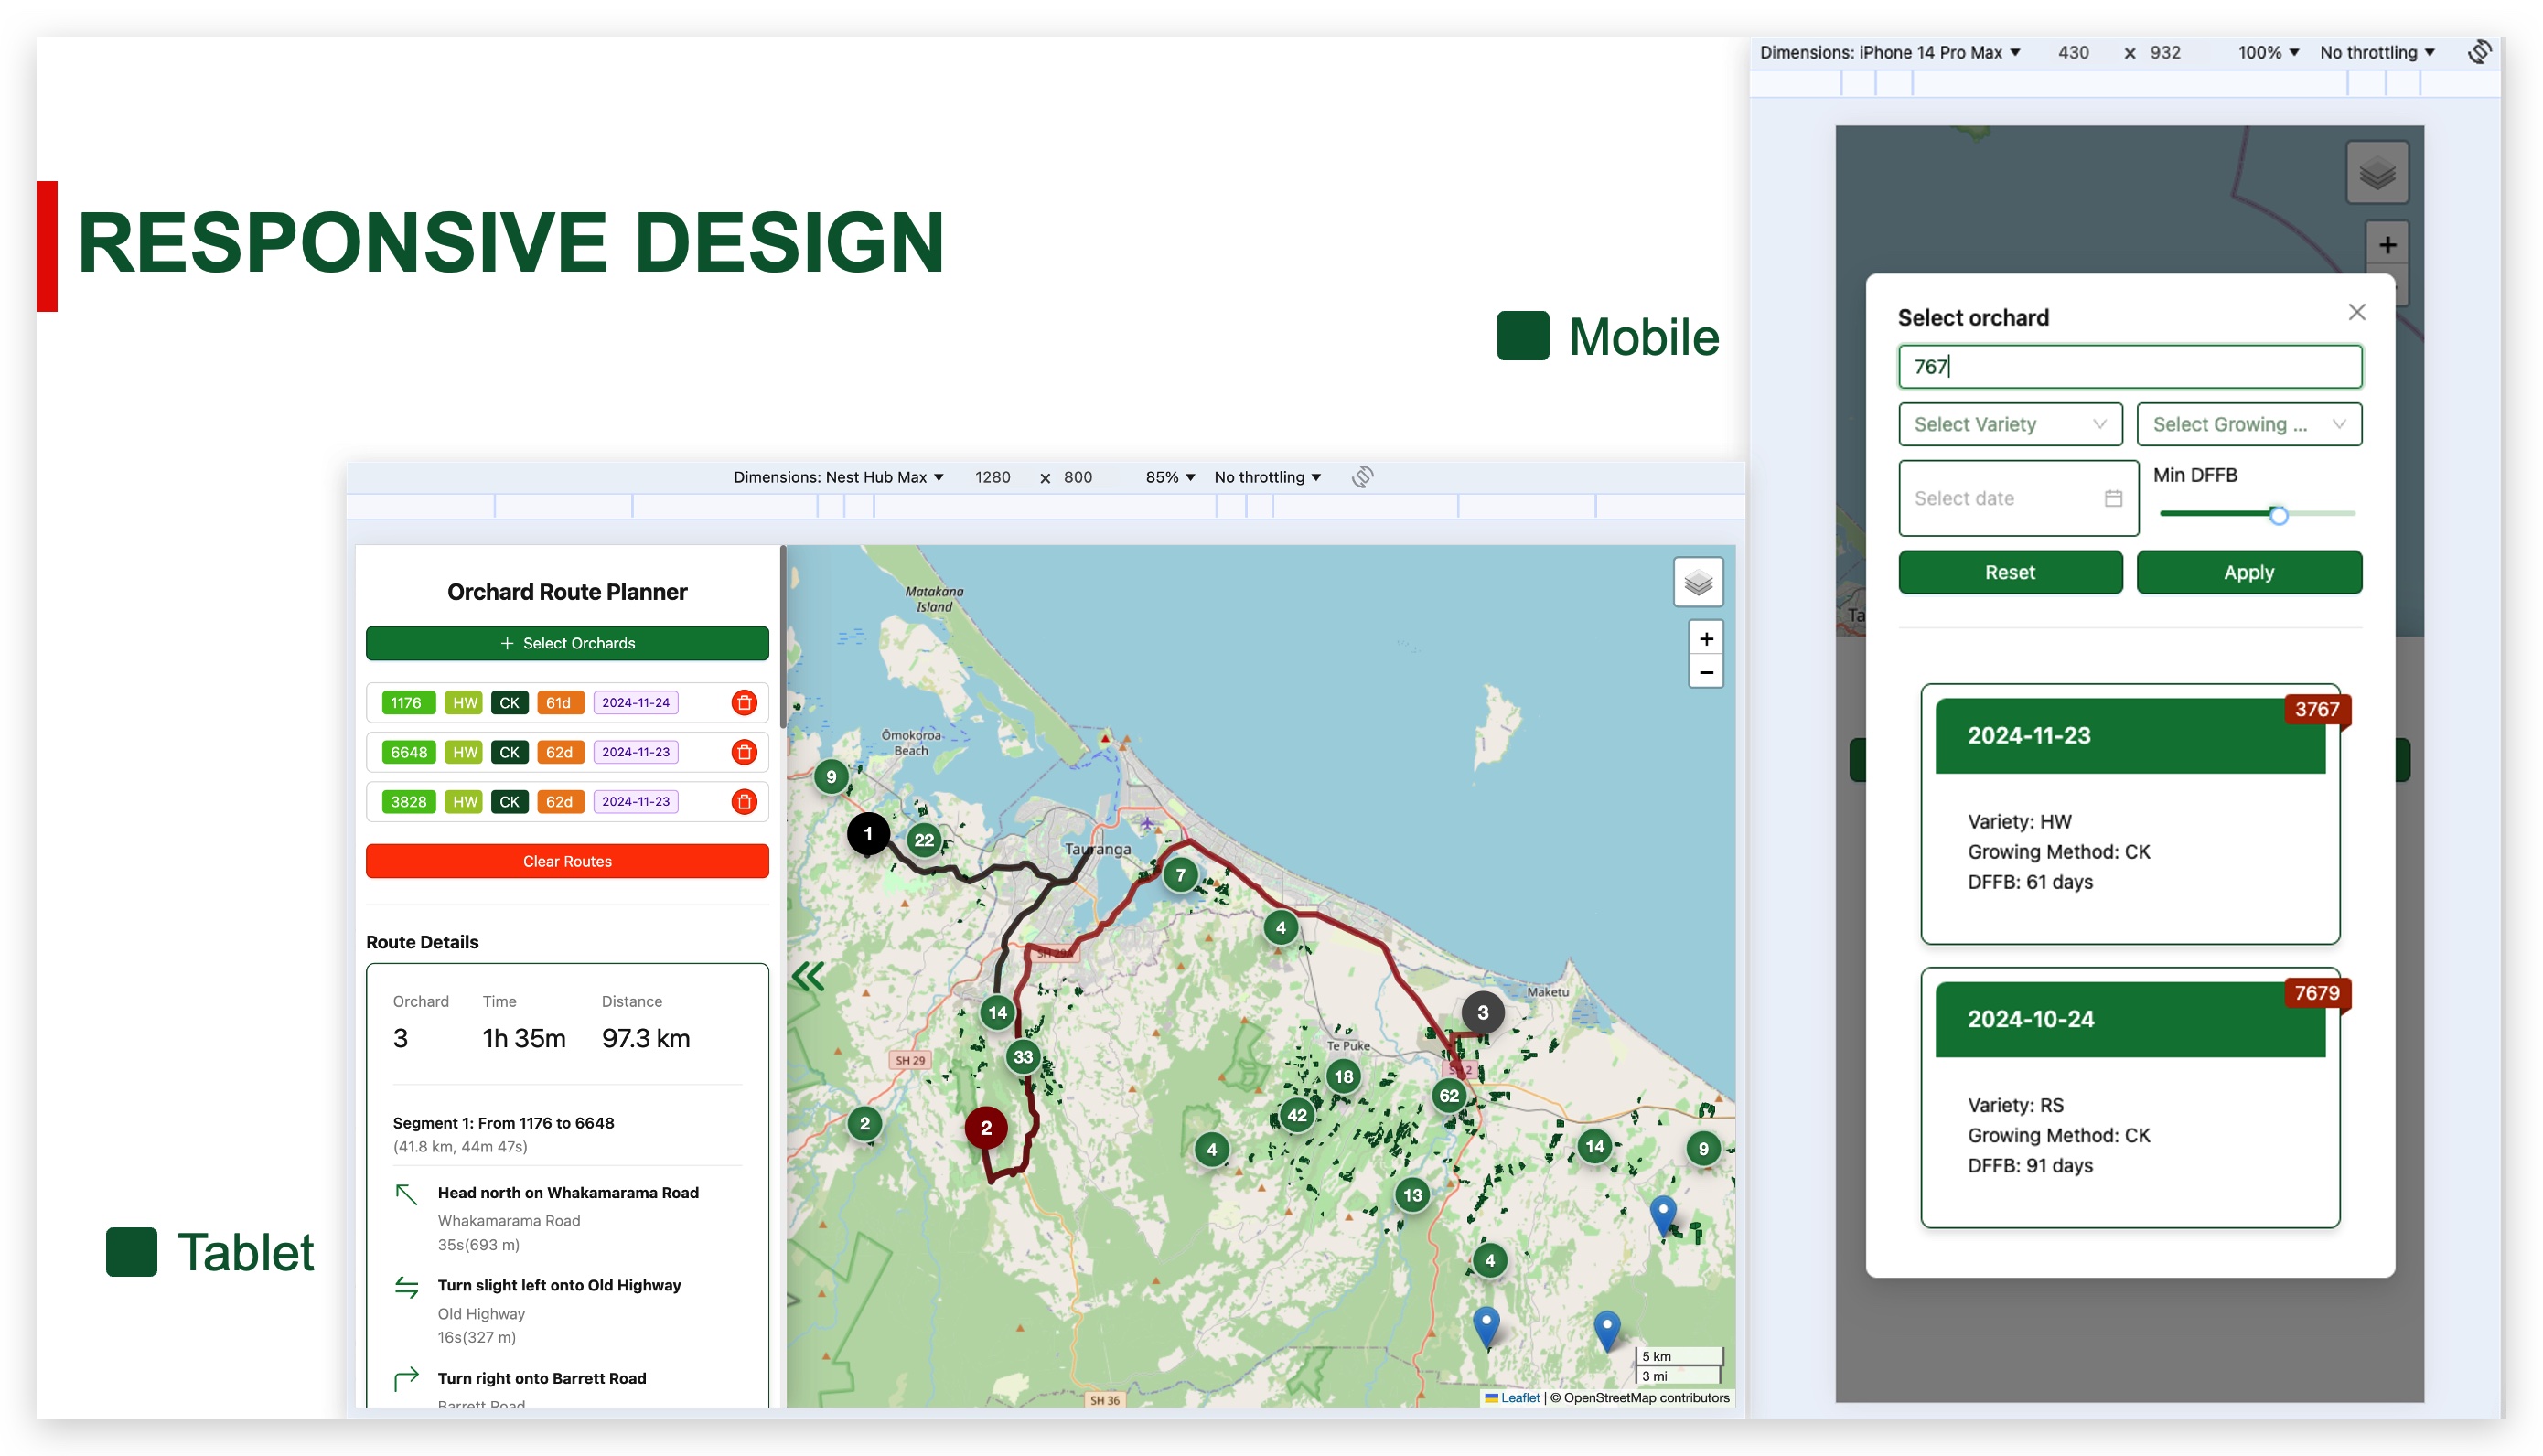 RESPONSIVE DESIGN
Mobile
Tablet
Dimensions: Nest Hub Max ▼ 1280 × 800 85% ▼ No throttling ▼
Orchard Route Planner
+ Select Orchards
1176 HW CK 61d 2024-11-24
6648 HW CK 62d 2024-11-23
3828 HW CK 62d 2024-11-23
Clear Routes
Route Details
Orchard Time Distance
3 1h 35m 97.3 km
Segment 1: From 1176 to 6648
(41.8 km, 44m 47s)
Head north on Whakamarama Road
Whakamarama Road
35s(693 m)
Turn slight left onto Old Highway
Old Highway
16s(327 m)
Turn right onto Barrett Road
Barrett Road
Matakana
Island
+
−
Ōmokoroa
Beach
9
1
22
Tauranga
7
4
SH 29A
Maketu
14
3
Te Puke
33
SH 29
18
SH 2
62
42
2
2
4
14
9
13
4
5 km
3 mi
SH 36
Leaflet | © OpenStreetMap contributors
Dimensions: iPhone 14 Pro Max ▼ 430 × 932 100% ▼ No throttling ▼
+
Select orchard
767
Select Variety Select Growing ...
Select date Min DFFB
Reset Apply
Ta
3767
2024-11-23
Variety: HW
Growing Method: CK
DFFB: 61 days
7679
2024-10-24
Variety: RS
Growing Method: CK
DFFB: 91 days